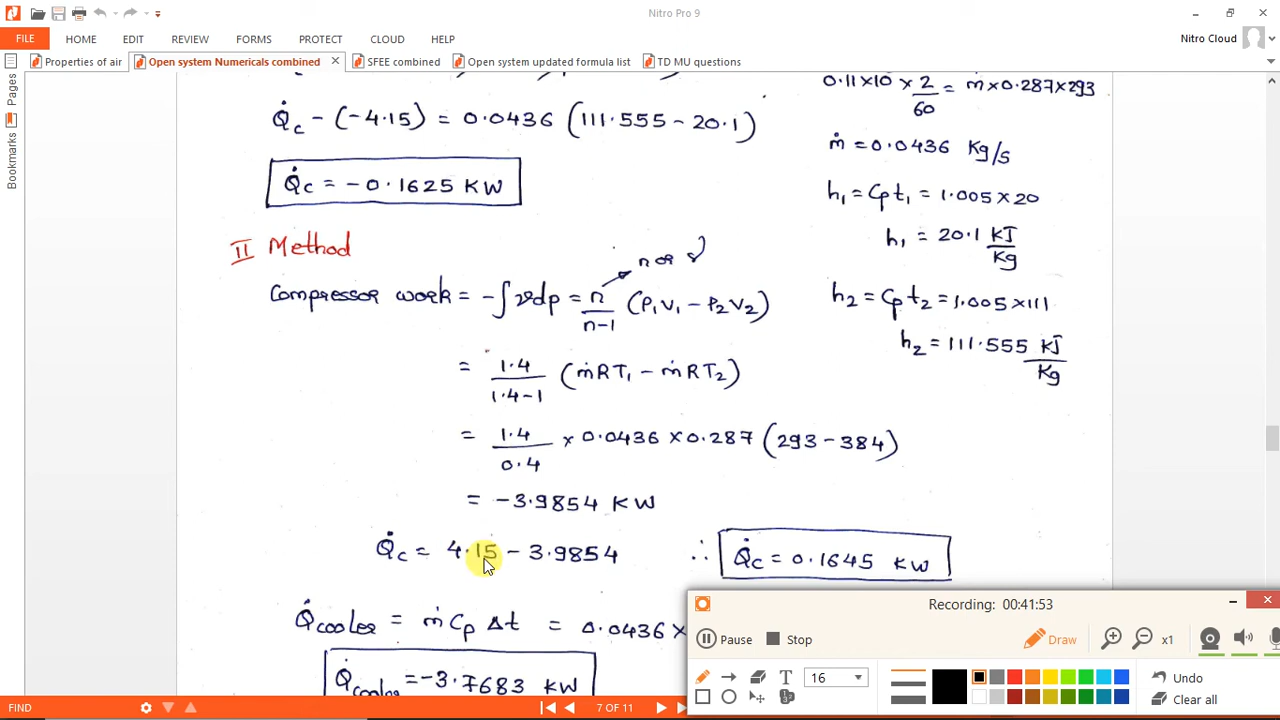 Nitro Pro 9
FILE HOME EDIT REVIEW FORMS PROTECT CLOUD HELP Nitro Cloud
Properties of air Open system Numericals combined × SFEE combined Open system updated formula list TD MU questions
Pages
Bookmarks
Q̇c - (-4.15) = 0.0436 (111.555 - 20.1)
Q̇c = -0.1625 KW
II Method
n or γ
Compressor work = -∫vdp = n/n-1 (P1V1 - P2V2)
= 1.4/1.4-1 (ṁRT1 - ṁRT2)
= 1.4/0.4 × 0.0436 × 0.287 (293 - 384)
= -3.9854 KW
Q̇c = 4.15 - 3.9854 ∴ Q̇c = 0.1645 KW
Q̇cooler = ṁ Cp Δt = 0.0436 ×
Q̇cooler = -3.7683 KW
0.11×10 × 2/60 = ṁ×0.287×293
ṁ = 0.0436 Kg/s
h1 = Cpt1 = 1.005 × 20
h1 = 20.1 KJ/Kg
h2 = Cpt2 = 1.005×111
h2 = 111.555 KJ/Kg
Recording: 00:41:53
Pause Stop Draw x1
T 16 Undo
Clear all
FIND 7 OF 11